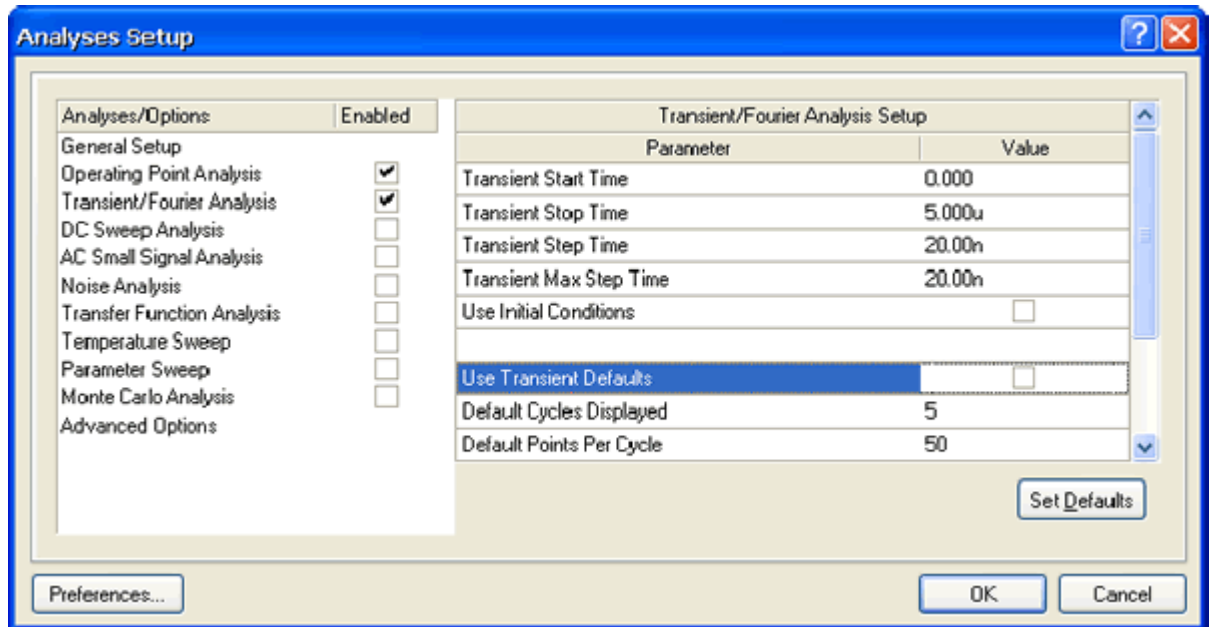 Analyses Setup
Analyses/Options Enabled
General Setup
Operating Point Analysis
Transient/Fourier Analysis
DC Sweep Analysis
AC Small Signal Analysis
Noise Analysis
Transfer Function Analysis
Temperature Sweep
Parameter Sweep
Monte Carlo Analysis
Advanced Options
Transient/Fourier Analysis Setup
Parameter Value
Transient Start Time 0.000
Transient Stop Time 5.000u
Transient Step Time 20.00n
Transient Max Step Time 20.00n
Use Initial Conditions
Use Transient Defaults
Default Cycles Displayed 5
Default Points Per Cycle 50
Set Defaults
Preferences... OK Cancel